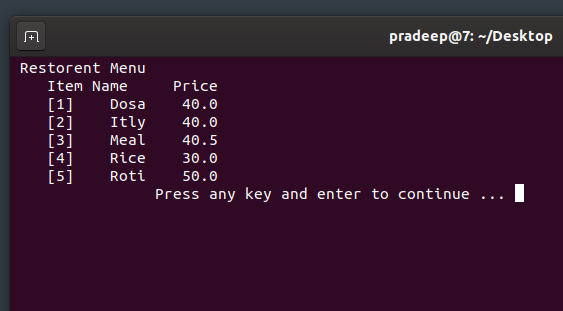 pradeep@7: ~/Desktop
Restorent Menu
Item Name Price
[1] Dosa 40.0
[2] Itly 40.0
[3] Meal 40.5
[4] Rice 30.0
[5] Roti 50.0
Press any key and enter to continue ...